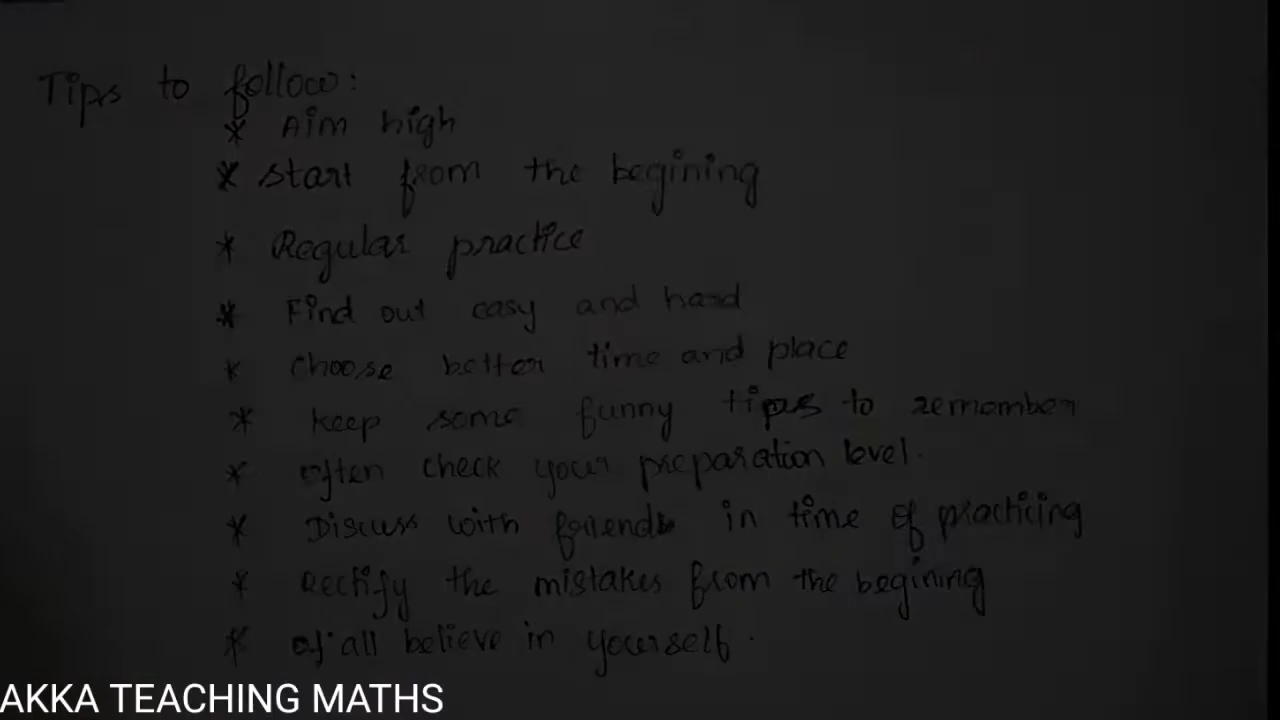 Tips to follow:
* Aim high
* start from the begining
* Regular practice
* Find out easy and hard
* choose better time and place
* keep some funny tips to remember
* often check your preparation level.
* Discuss with friends in time of practicing
* Rectify the mistakes from the begining
* of all believe in yourself.
AKKA TEACHING MATHS